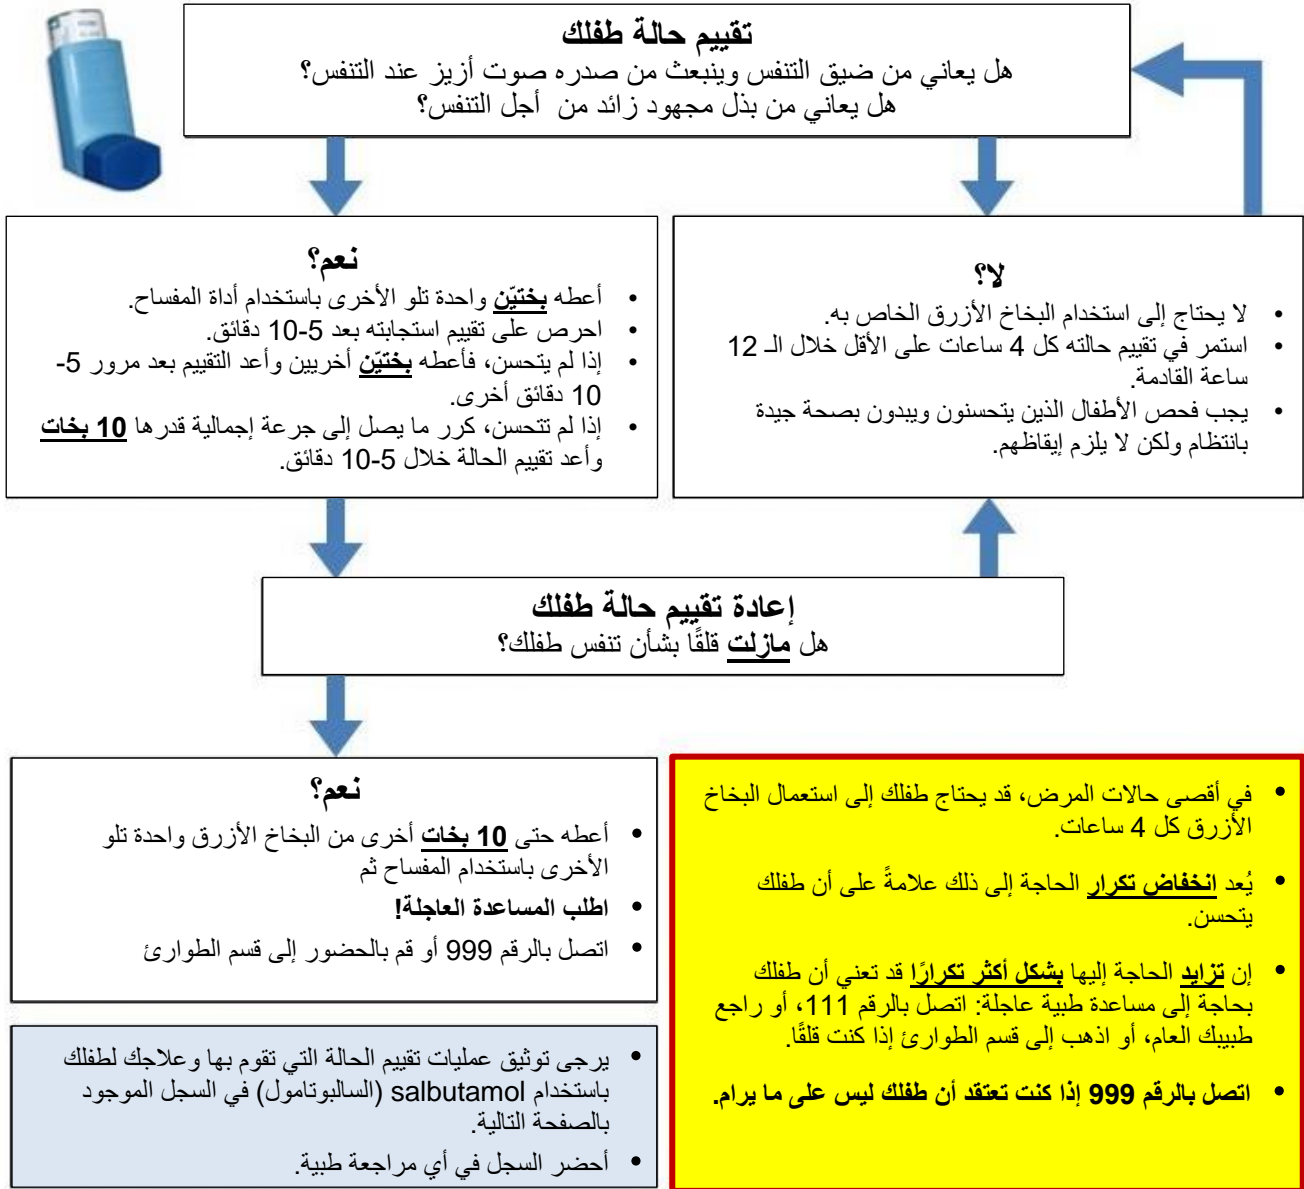 تقييم حالة طفلك
هل يعاني من ضيق التنفس وينبعث من صدره صوت أزيز عند التنفس؟
هل يعاني من بذل مجهود زائد من أجل التنفس؟
لا؟
• لا يحتاج إلى استخدام البخاخ الأزرق الخاص به.
• استمر في تقييم حالته كل 4 ساعات على الأقل خلال الـ 12
ساعة القادمة.
• يجب فحص الأطفال الذين يتحسنون ويبدون بصحة جيدة
بانتظام ولكن لا يلزم إيقاظهم.
نعم؟
• أعطه بختيّن واحدة تلو الأخرى باستخدام أداة المفساح.
• احرص على تقييم استجابته بعد 5-10 دقائق.
• إذا لم يتحسن، فأعطه بختيّن أخريين وأعد التقييم بعد مرور 5-
10 دقائق أخرى.
• إذا لم تتحسن، كرر ما يصل إلى جرعة إجمالية قدرها 10 بخات
وأعد تقييم الحالة خلال 5-10 دقائق.
إعادة تقييم حالة طفلك
هل مازلت قلقًا بشأن تنفس طفلك؟
نعم؟
• أعطه حتى 10 بخات أخرى من البخاخ الأزرق واحدة تلو
الأخرى باستخدام المفساح ثم
• اطلب المساعدة العاجلة!
• اتصل بالرقم 999 أو قم بالحضور إلى قسم الطوارئ
• في أقصى حالات المرض، قد يحتاج طفلك إلى استعمال البخاخ
الأزرق كل 4 ساعات.
• يُعد انخفاض تكرار الحاجة إلى ذلك علامةً على أن طفلك
يتحسن.
• إن تزايد الحاجة إليها بشكل أكثر تكرارًا قد تعني أن طفلك
بحاجة إلى مساعدة طبية عاجلة: اتصل بالرقم 111، أو راجع
طبيبك العام، أو اذهب إلى قسم الطوارئ إذا كنت قلقًا.
• اتصل بالرقم 999 إذا كنت تعتقد أن طفلك ليس على ما يرام.
• يرجى توثيق عمليات تقييم الحالة التي تقوم بها وعلاجك لطفلك
باستخدام salbutamol (السالبوتامول) في السجل الموجود
بالصفحة التالية.
• أحضر السجل في أي مراجعة طبية.